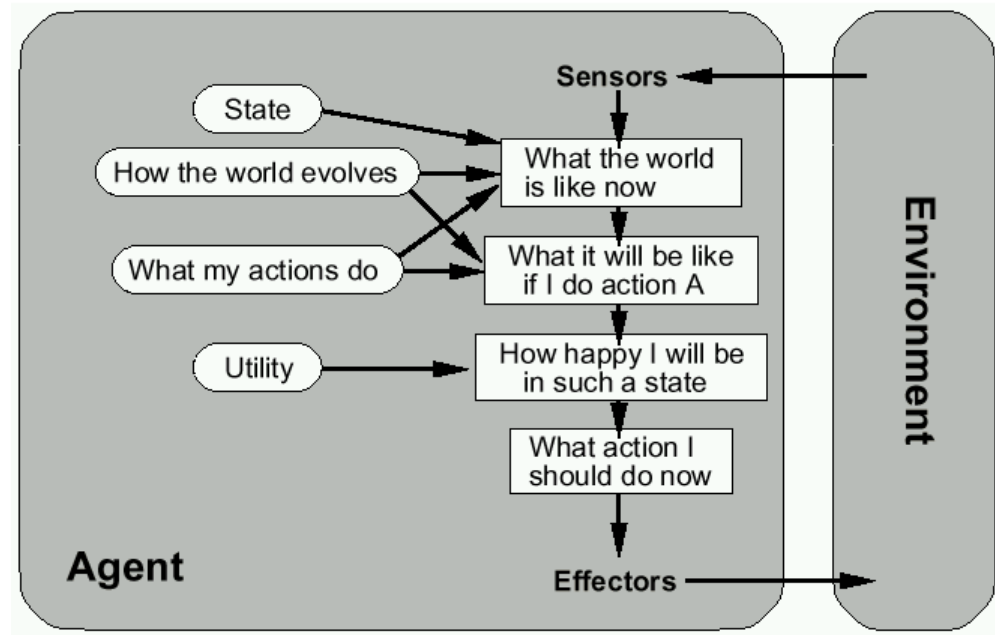 Sensors
State
What the world
is like now
How the world evolves
What it will be like
if I do action A
What my actions do
How happy I will be
in such a state
Utility
What action I
should do now
Agent
Effectors
Environment